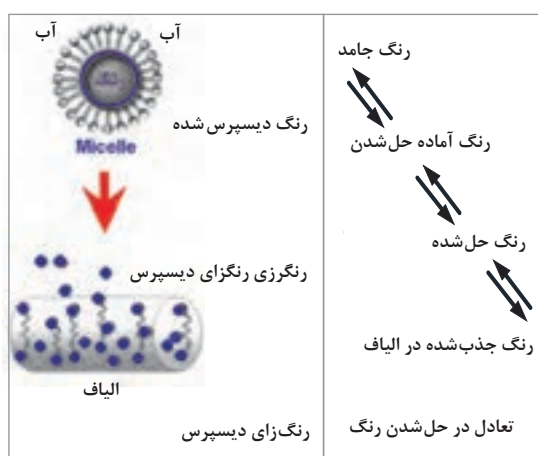 رنگ جامد
رنگ آماده حل‌شدن
رنگ حل‌شده
رنگ جذب‌شده در الیاف
تعادل در حل‌شدن رنگ
آب
آب
رنگ
رنگ دیسپرس‌شده
Micelle
رنگرزی رنگزای دیسپرس
الیاف
رنگ‌زای دیسپرس